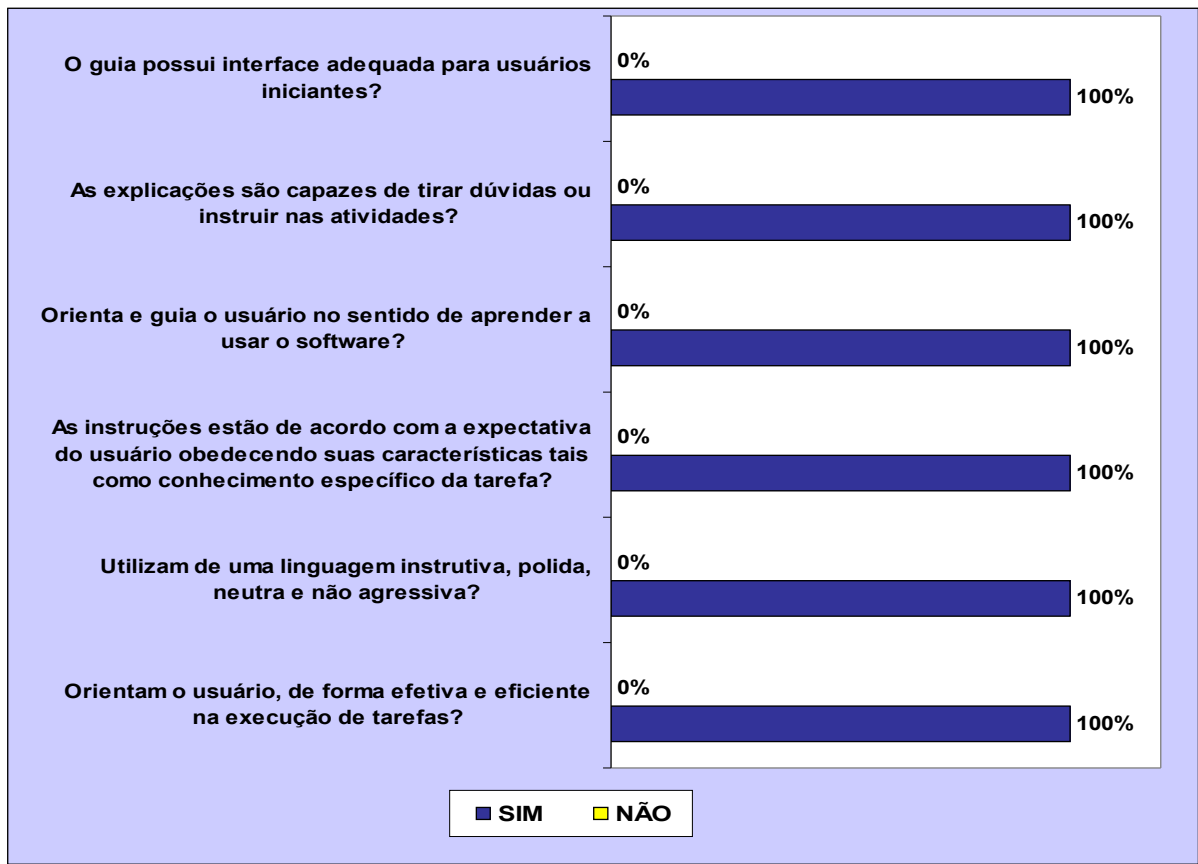 O guia possui interface adequada para usuários
iniciantes?
0%
100%
As explicações são capazes de tirar dúvidas ou
instruir nas atividades?
0%
100%
Orienta e guia o usuário no sentido de aprender a
usar o software?
0%
100%
As instruções estão de acordo com a expectativa
do usuário obedecendo suas características tais
como conhecimento específico da tarefa?
0%
100%
Utilizam de uma linguagem instrutiva, polida,
neutra e não agressiva?
0%
100%
Orientam o usuário, de forma efetiva e eficiente
na execução de tarefas?
0%
100%
SIM NÃO